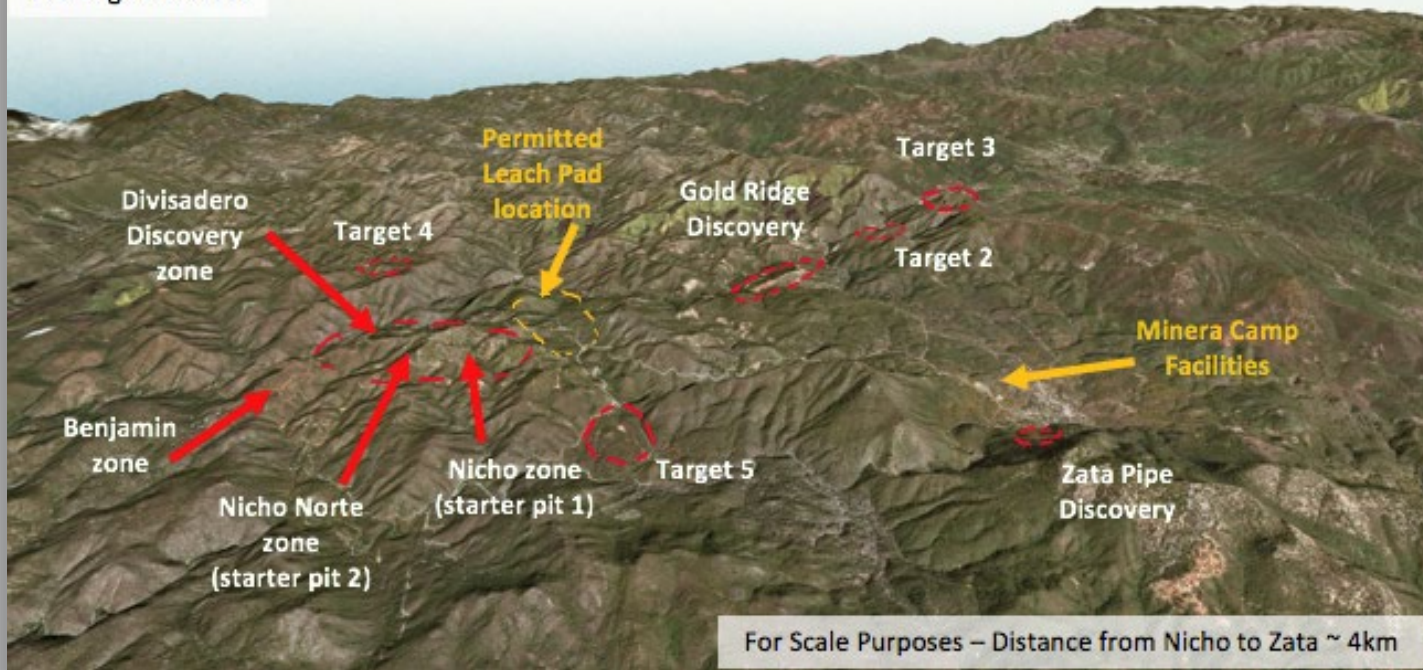 Permitted
Leach Pad
location
Target 3
Gold Ridge
Discovery
Divisadero
Discovery
zone
Target 4
Target 2
Minera Camp
Facilities
Benjamin
zone
Nicho Norte
zone
(starter pit 2)
Nicho zone
(starter pit 1)
Target 5
Zata Pipe
Discovery
For Scale Purposes – Distance from Nicho to Zata ~ 4km